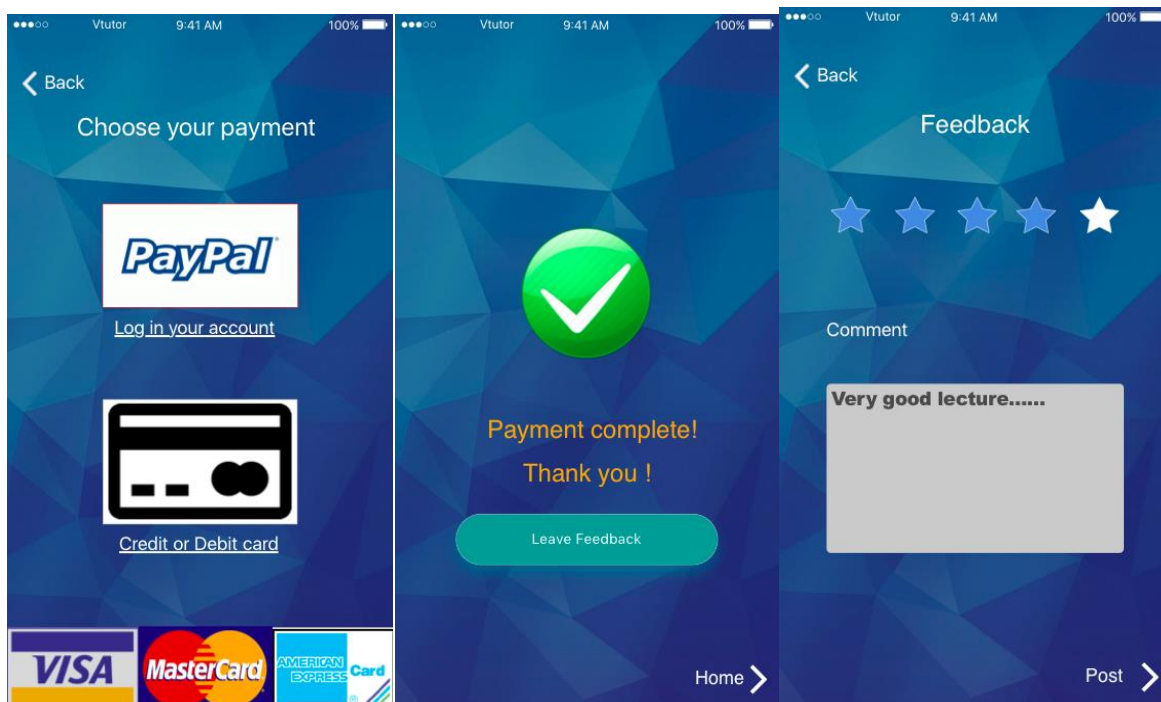 Vtutor 9:41 AM 100%
Back
Choose your payment
PayPal
Log in your account
Credit or Debit card
VISA
MasterCard
AMERICAN EXPRESS Card
®
Vtutor 9:41 AM 100%
Payment complete!
Thank you !
Leave Feedback
Home
Vtutor 9:41 AM 100%
Back
Feedback
Comment
Very good lecture......
Post